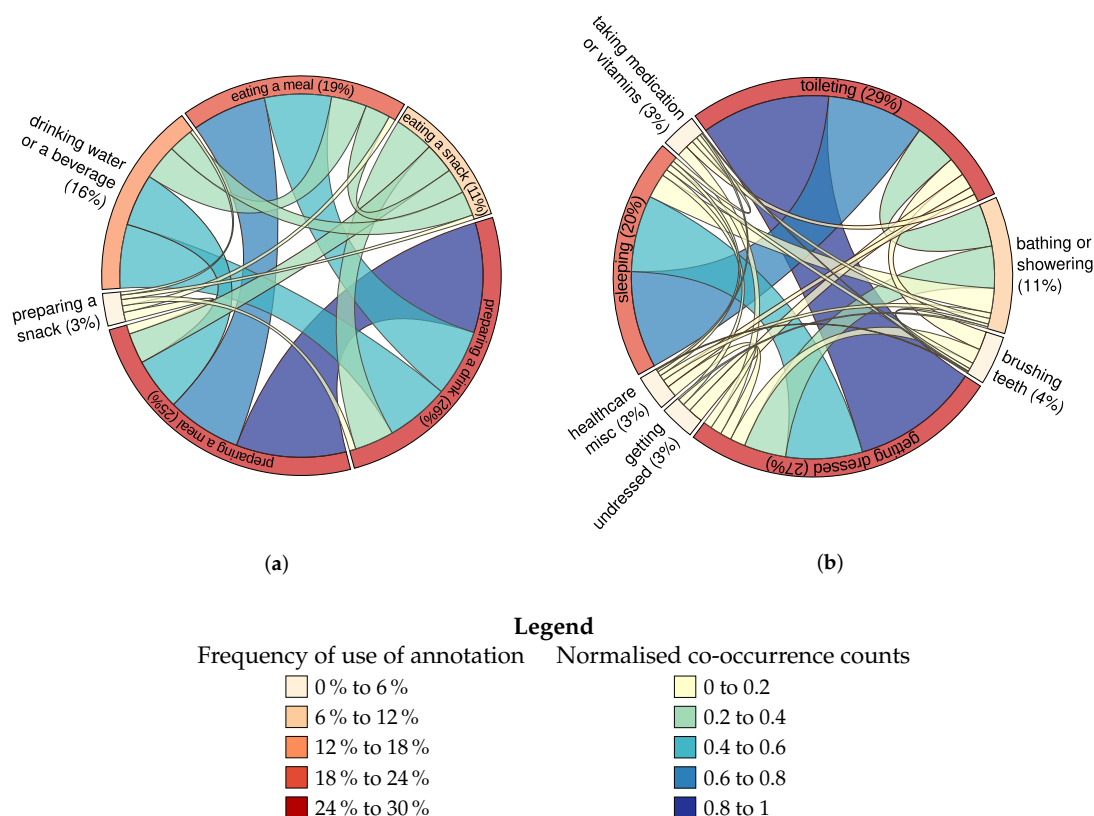 eating a meal (19%)
eating a snack (11%)
drinking water
or a beverage
(16%)
preparing a
snack (3%)
preparing a meal (25%)
preparing a drink (26%)
(a)
taking medication
or vitamins (3%)
toileting (29%)
sleeping (20%)
bathing or
showering
(11%)
brushing
teeth (4%)
healthcare
misc (3%)
getting
undressed (3%)
getting dressed (27%)
(b)
Legend
Frequency of use of annotation
0 % to 6 %
6 % to 12 %
12 % to 18 %
18 % to 24 %
24 % to 30 %
Normalised co-occurrence counts
0 to 0.2
0.2 to 0.4
0.4 to 0.6
0.6 to 0.8
0.8 to 1